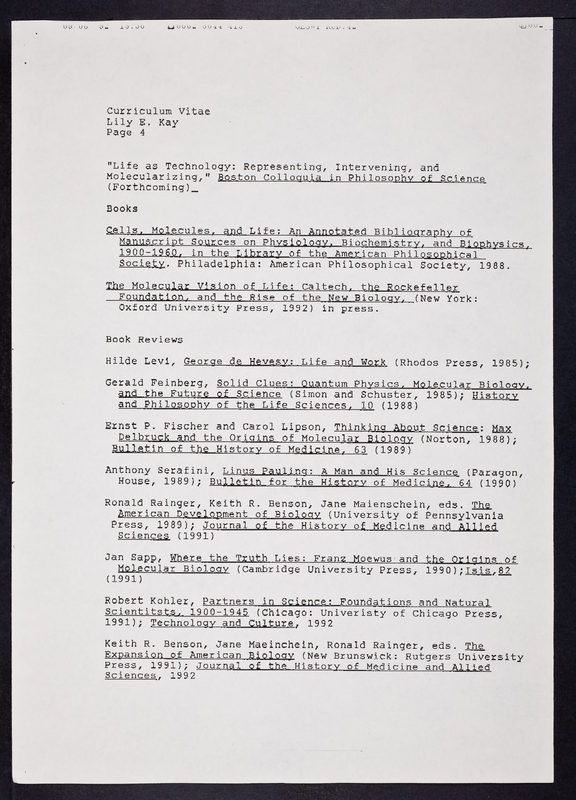 Curriculum Vitae
Lily E. Kay
Page 4
"Life as Technology: Representing, Intervening, and
Molecularizing," Boston Colloquia in Philosophy of Science
(Forthcoming)_
Books
Cells, Molecules, and Life: An Annotated Bibliography of
Manuscript Sources on Physiology, Biochemistry, and Biophysics,
1900-1960, in the Library of the American Philosophical
Society. Philadelphia: American Philosophical Society, 1988.
The Molecular Vision of Life: Caltech, the Rockefeller
Foundation, and the Rise of the New Biology, (New York:
Oxford University Press, 1992) in press.
Book Reviews
Hilde Levi, George de Hevesy: Life and Work (Rhodos Press, 1985);
Gerald Feinberg, Solid Clues: Quantum Physics, Molecular Biology,
and the Future of Science (Simon and Schuster, 1985); History
and Philosophy of the Life Sciences, 10 (1988)
Ernst P. Fischer and Carol Lipson, Thinking About Science: Max
Delbruck and the Origins of Molecular Biology (Norton, 1988);
Bulletin of the History of Medicine, 63 (1989)
Anthony Serafini, Linus Pauling: A Man and His Science (Paragon,
House, 1989); Bulletin for the History of Medicine, 64 (1990)
Ronald Rainger, Keith R. Benson, Jane Maienschein, eds. The
American Development of Biology (University of Pennsylvania
Press, 1989); Journal of the History of Medicine and Allied
Sciences (1991)
Jan Sapp, Where the Truth Lies: Franz Moewus and the Origins of
Molecular Biology (Cambridge University Press, 1990);Isis,82
(1991)
Robert Kohler, Partners in Science: Foundations and Natural
Scientitsts, 1900-1945 (Chicago: Univeristy of Chicago Press,
1991); Technology and Culture, 1992
Keith R. Benson, Jane Maeinchein, Ronald Rainger, eds. The
Expansion of American Biology (New Brunswick: Rutgers University
Press, 1991); Journal of the History of Medicine and Allied
Sciences, 1992